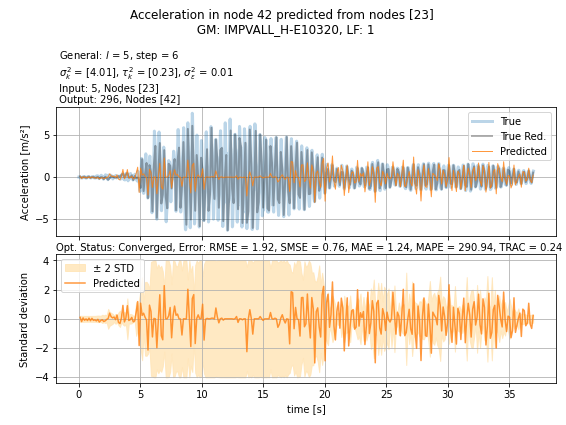 Acceleration in node 42 predicted from nodes [23]
GM: IMPVALL_H-E10320, LF: 1
General: l = 5, step = 6
σ²ₖ = [4.01], τ²ₖ = [0.23], σ²ᵋ = 0.01
Input: 5, Nodes [23]
Output: 296, Nodes [42]
Acceleration [m/s²]
5
0
−5
True
True Red.
Predicted
Opt. Status: Converged, Error: RMSE = 1.92, SMSE = 0.76, MAE = 1.24, MAPE = 290.94, TRAC = 0.24
Standard deviation
4
2
0
−2
−4
± 2 STD
Predicted
0 5 10 15 20 25 30 35
time [s]